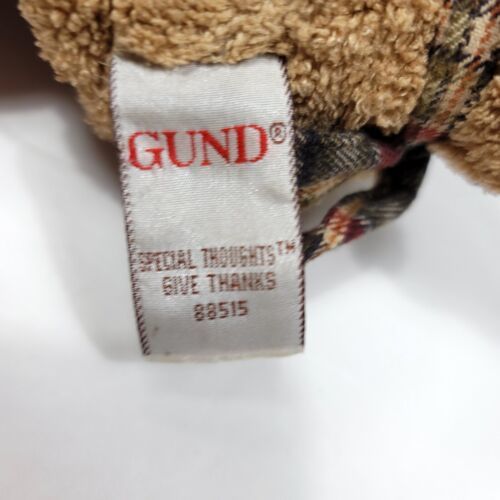 GUND®
SPECIAL THOUGHTS™
GIVE THANKS
88515